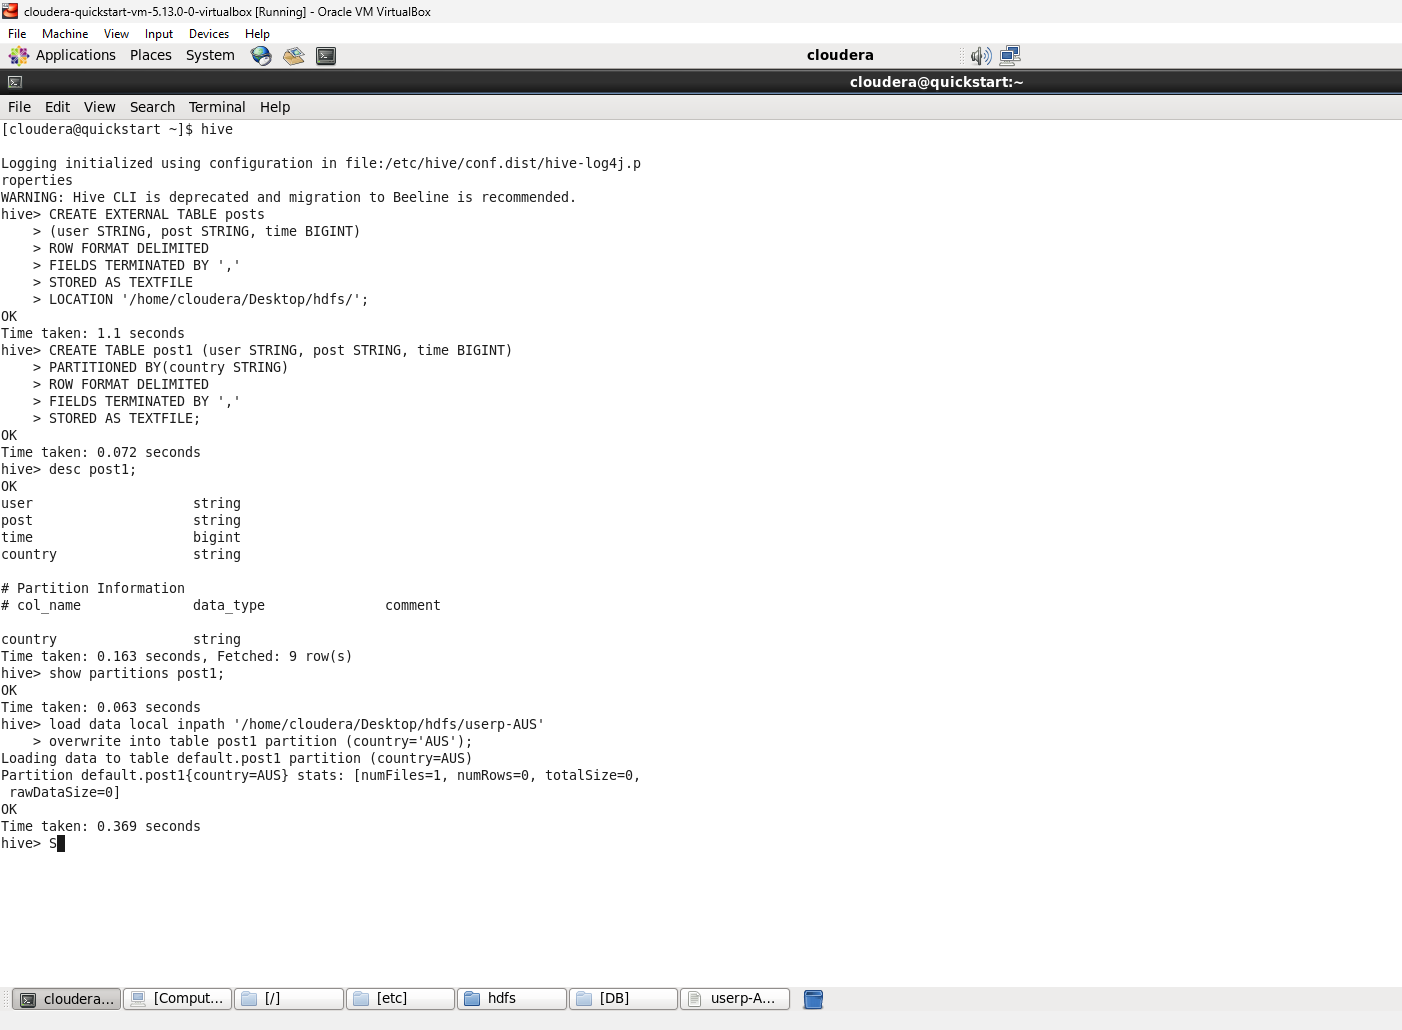 cloudera-quickstart-vm-5.13.0-0-virtualbox [Running] - Oracle VM VirtualBox
File Machine View Input Devices Help
Applications Places System cloudera
cloudera@quickstart:~
File Edit View Search Terminal Help
[cloudera@quickstart ~]$ hive
Logging initialized using configuration in file:/etc/hive/conf.dist/hive-log4j.p
roperties
WARNING: Hive CLI is deprecated and migration to Beeline is recommended.
hive> CREATE EXTERNAL TABLE posts
    > (user STRING, post STRING, time BIGINT)
    > ROW FORMAT DELIMITED
    > FIELDS TERMINATED BY ','
    > STORED AS TEXTFILE
    > LOCATION '/home/cloudera/Desktop/hdfs/';
OK
Time taken: 1.1 seconds
hive> CREATE TABLE post1 (user STRING, post STRING, time BIGINT)
    > PARTITIONED BY(country STRING)
    > ROW FORMAT DELIMITED
    > FIELDS TERMINATED BY ','
    > STORED AS TEXTFILE;
OK
Time taken: 0.072 seconds
hive> desc post1;
OK
user                    string
post                    string
time                    bigint
country                 string
# Partition Information
# col_name              data_type               comment
country                 string
Time taken: 0.163 seconds, Fetched: 9 row(s)
hive> show partitions post1;
OK
Time taken: 0.063 seconds
hive> load data local inpath '/home/cloudera/Desktop/hdfs/userp-AUS'
    > overwrite into table post1 partition (country='AUS');
Loading data to table default.post1 partition (country=AUS)
Partition default.post1{country=AUS} stats: [numFiles=1, numRows=0, totalSize=0,
 rawDataSize=0]
OK
Time taken: 0.369 seconds
hive> S
cloudera... [Comput... [/] [etc] hdfs [DB] userp-A...